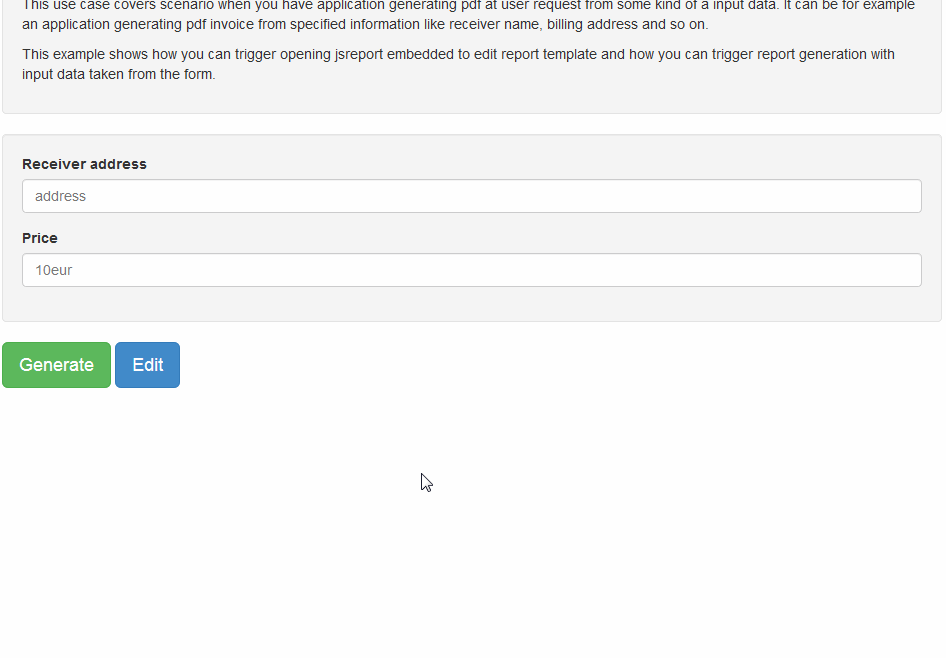 This use case covers scenario when you have application generating pdf at user request from some kind of a input data. It can be for example
an application generating pdf invoice from specified information like receiver name, billing address and so on.
This example shows how you can trigger opening jsreport embedded to edit report template and how you can trigger report generation with
input data taken from the form.
Receiver address
address
Price
10eur
Generate Edit